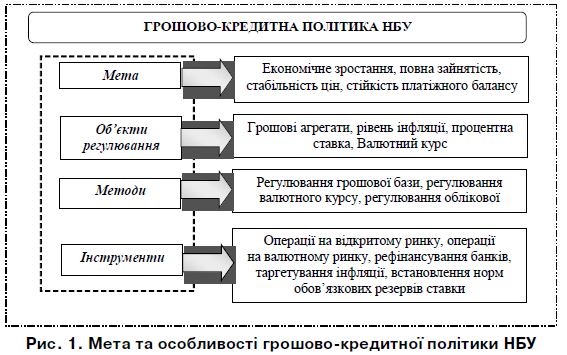 ГРОШОВО-КРЕДИТНА ПОЛІТИКА НБУ
Мета
Економічне зростання, повна зайнятість,
стабільність цін, стійкість платіжного балансу
Об'єкти
регулювання
Грошові агрегати, рівень інфляції, процентна
ставка, Валютний курс
Методи
Регулювання грошової бази, регулювання
валютного курсу, регулювання облікової
Інструменти
Операції на відкритому ринку, операції
на валютному ринку, рефінансування банків,
таргетування інфляції, встановлення норм
обов'язкових резервів ставки
Рис. 1. Мета та особливості грошово-кредитної політики НБУ